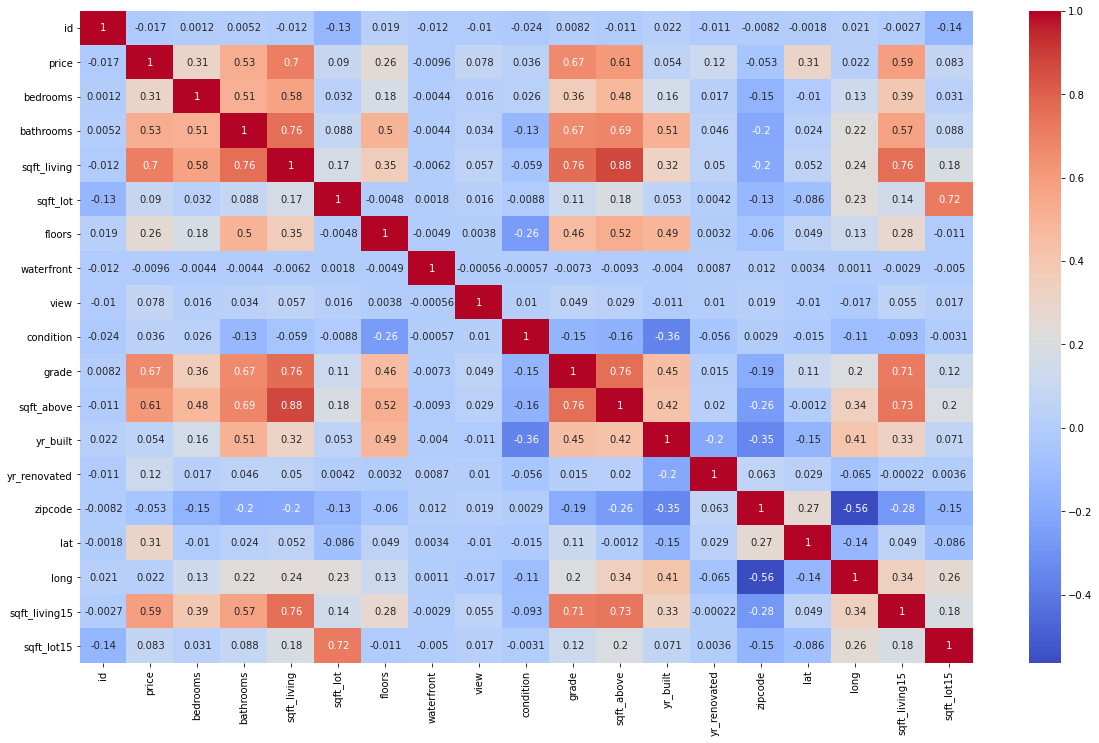 id 1 -0.017 0.0012 0.0052 -0.012 -0.13 0.019 -0.012 -0.01 -0.024 0.0082 -0.011 0.022 -0.011 -0.0082 -0.0018 0.021 -0.0027 -0.14
price -0.017 1 0.31 0.53 0.7 0.09 0.26 -0.0096 0.078 0.036 0.67 0.61 0.054 0.12 -0.053 0.31 0.022 0.59 0.083
bedrooms 0.0012 0.31 1 0.51 0.58 0.032 0.18 -0.0044 0.016 0.026 0.36 0.48 0.16 0.017 -0.15 -0.01 0.13 0.39 0.031
bathrooms 0.0052 0.53 0.51 1 0.76 0.088 0.5 -0.0044 0.034 -0.13 0.67 0.69 0.51 0.046 -0.2 0.024 0.22 0.57 0.088
sqft_living -0.012 0.7 0.58 0.76 1 0.17 0.35 -0.0062 0.057 -0.059 0.76 0.88 0.32 0.05 -0.2 0.052 0.24 0.76 0.18
sqft_lot -0.13 0.09 0.032 0.088 0.17 1 -0.0048 0.0018 0.016 -0.0088 0.11 0.18 0.053 0.0042 -0.13 -0.086 0.23 0.14 0.72
floors 0.019 0.26 0.18 0.5 0.35 -0.0048 1 -0.0049 0.0038 -0.26 0.46 0.52 0.49 0.0032 -0.06 0.049 0.13 0.28 -0.011
waterfront -0.012 -0.0096 -0.0044 -0.0044 -0.0062 0.0018 -0.0049 1 -0.00056 -0.00057 -0.0073 -0.0093 -0.004 0.0087 0.012 0.0034 0.0011 -0.0029 -0.005
view -0.01 0.078 0.016 0.034 0.057 0.016 0.0038 -0.00056 1 0.01 0.049 0.029 -0.011 0.01 0.019 -0.01 -0.017 0.055 0.017
condition -0.024 0.036 0.026 -0.13 -0.059 -0.0088 -0.26 -0.00057 0.01 1 -0.15 -0.16 -0.36 -0.056 0.0029 -0.015 -0.11 -0.093 -0.0031
grade 0.0082 0.67 0.36 0.67 0.76 0.11 0.46 -0.0073 0.049 -0.15 1 0.76 0.45 0.015 -0.19 0.11 0.2 0.71 0.12
sqft_above -0.011 0.61 0.48 0.69 0.88 0.18 0.52 -0.0093 0.029 -0.16 0.76 1 0.42 0.02 -0.26 -0.0012 0.34 0.73 0.2
yr_built 0.022 0.054 0.16 0.51 0.32 0.053 0.49 -0.004 -0.011 -0.36 0.45 0.42 1 -0.2 -0.35 -0.15 0.41 0.33 0.071
yr_renovated -0.011 0.12 0.017 0.046 0.05 0.0042 0.0032 0.0087 0.01 -0.056 0.015 0.02 -0.2 1 0.063 0.029 -0.065 -0.00022 0.0036
zipcode -0.0082 -0.053 -0.15 -0.2 -0.2 -0.13 -0.06 0.012 0.019 0.0029 -0.19 -0.26 -0.35 0.063 1 0.27 -0.56 -0.28 -0.15
lat -0.0018 0.31 -0.01 0.024 0.052 -0.086 0.049 0.0034 -0.01 -0.015 0.11 -0.0012 -0.15 0.029 0.27 1 -0.14 0.049 -0.086
long 0.021 0.022 0.13 0.22 0.24 0.23 0.13 0.0011 -0.017 -0.11 0.2 0.34 0.41 -0.065 -0.56 -0.14 1 0.34 0.26
sqft_living15 -0.0027 0.59 0.39 0.57 0.76 0.14 0.28 -0.0029 0.055 -0.093 0.71 0.73 0.33 -0.00022 -0.28 0.049 0.34 1 0.18
sqft_lot15 -0.14 0.083 0.031 0.088 0.18 0.72 -0.011 -0.005 0.017 -0.0031 0.12 0.2 0.071 0.0036 -0.15 -0.086 0.26 0.18 1
id price bedrooms bathrooms sqft_living sqft_lot floors waterfront view condition grade sqft_above yr_built yr_renovated zipcode lat long sqft_living15 sqft_lot15
1.0
0.8
0.6
0.4
0.2
0.0
−0.2
−0.4